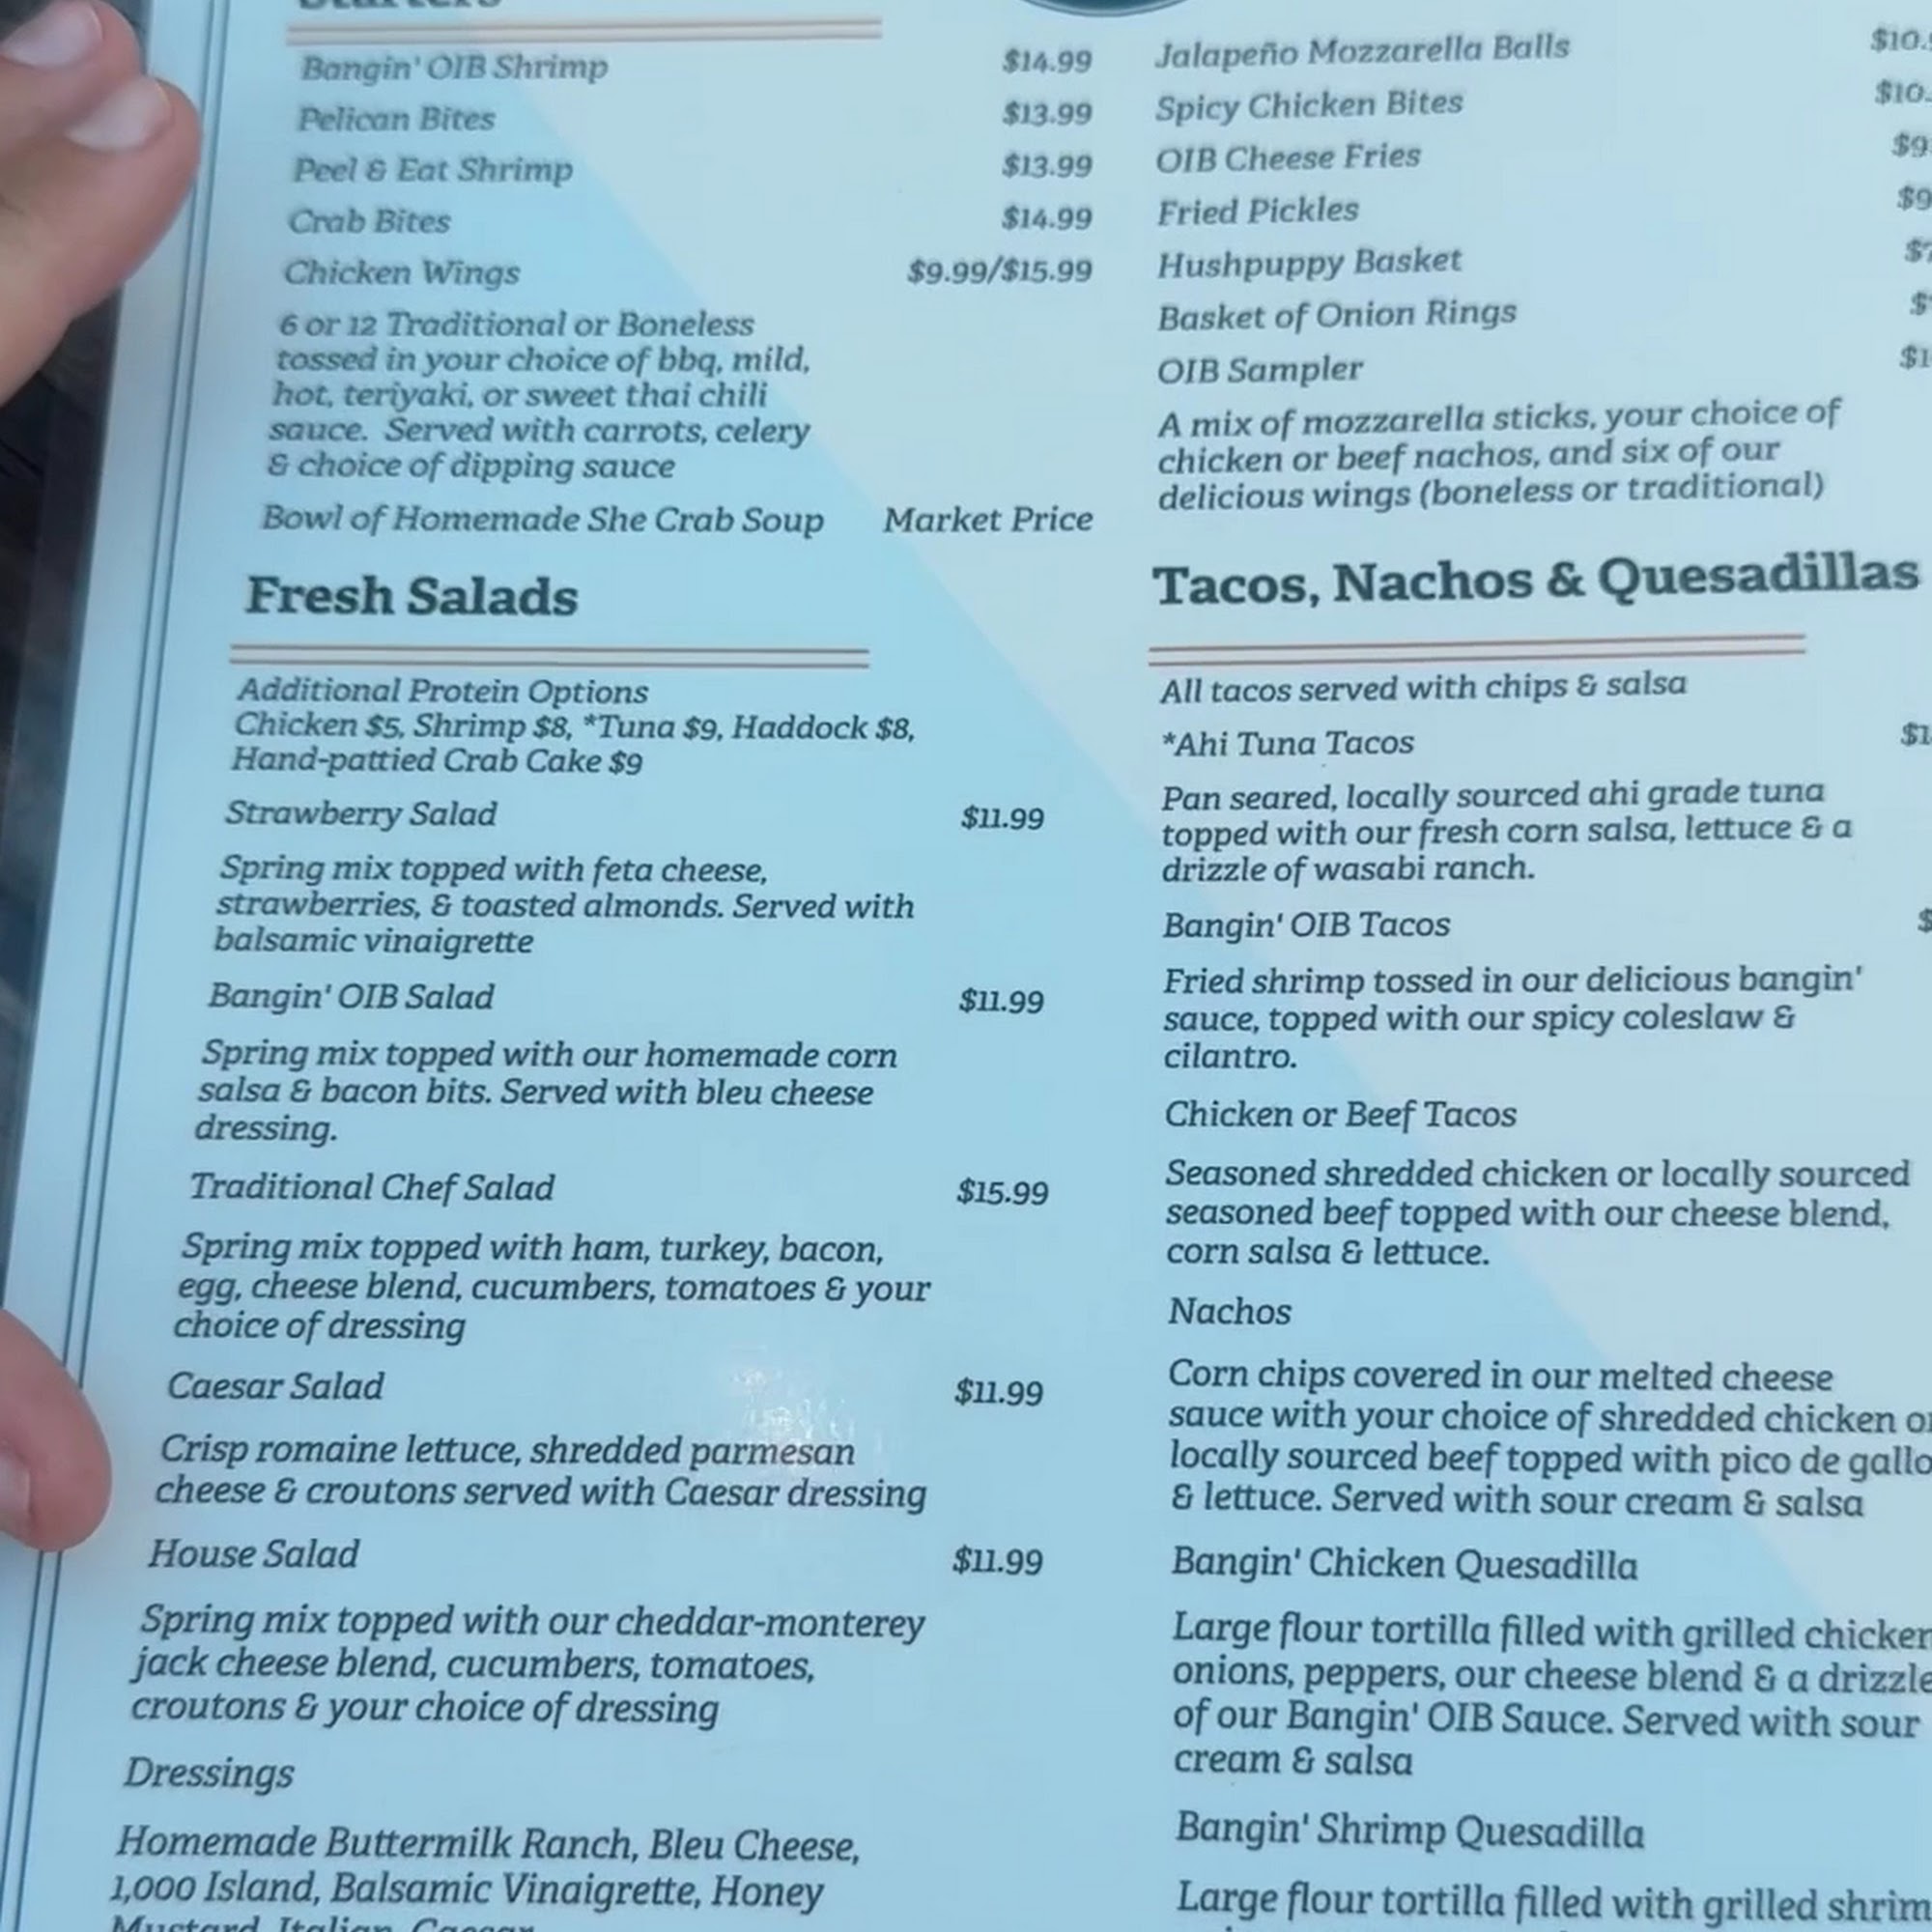 Starters
Bangin' OIB Shrimp $14.99
Pelican Bites $13.99
Peel & Eat Shrimp $13.99
Crab Bites $14.99
Chicken Wings $9.99/$15.99
6 or 12 Traditional or Boneless
tossed in your choice of bbq, mild,
hot, teriyaki, or sweet thai chili
sauce. Served with carrots, celery
& choice of dipping sauce
Bowl of Homemade She Crab Soup Market Price
Fresh Salads
Additional Protein Options
Chicken $5, Shrimp $8, *Tuna $9, Haddock $8,
Hand-pattied Crab Cake $9
Strawberry Salad $11.99
Spring mix topped with feta cheese,
strawberries, & toasted almonds. Served with
balsamic vinaigrette
Bangin' OIB Salad $11.99
Spring mix topped with our homemade corn
salsa & bacon bits. Served with bleu cheese
dressing.
Traditional Chef Salad $15.99
Spring mix topped with ham, turkey, bacon,
egg, cheese blend, cucumbers, tomatoes & your
choice of dressing
Caesar Salad $11.99
Crisp romaine lettuce, shredded parmesan
cheese & croutons served with Caesar dressing
House Salad $11.99
Spring mix topped with our cheddar-monterey
jack cheese blend, cucumbers, tomatoes,
croutons & your choice of dressing
Dressings
Homemade Buttermilk Ranch, Bleu Cheese,
1,000 Island, Balsamic Vinaigrette, Honey
Mustard, Italian, Caesar
Jalapeño Mozzarella Balls
Spicy Chicken Bites
OIB Cheese Fries
Fried Pickles
Hushpuppy Basket
Basket of Onion Rings
OIB Sampler
A mix of mozzarella sticks, your choice of
chicken or beef nachos, and six of our
delicious wings (boneless or traditional)
Tacos, Nachos & Quesadillas
All tacos served with chips & salsa
*Ahi Tuna Tacos
Pan seared, locally sourced ahi grade tuna
topped with our fresh corn salsa, lettuce & a
drizzle of wasabi ranch.
Bangin' OIB Tacos
Fried shrimp tossed in our delicious bangin'
sauce, topped with our spicy coleslaw &
cilantro.
Chicken or Beef Tacos
Seasoned shredded chicken or locally sourced
seasoned beef topped with our cheese blend,
corn salsa & lettuce.
Nachos
Corn chips covered in our melted cheese
sauce with your choice of shredded chicken or
locally sourced beef topped with pico de gallo
& lettuce. Served with sour cream & salsa
Bangin' Chicken Quesadilla
Large flour tortilla filled with grilled chicken
onions, peppers, our cheese blend & a drizzle
of our Bangin' OIB Sauce. Served with sour
cream & salsa
Bangin' Shrimp Quesadilla
Large flour tortilla filled with grilled